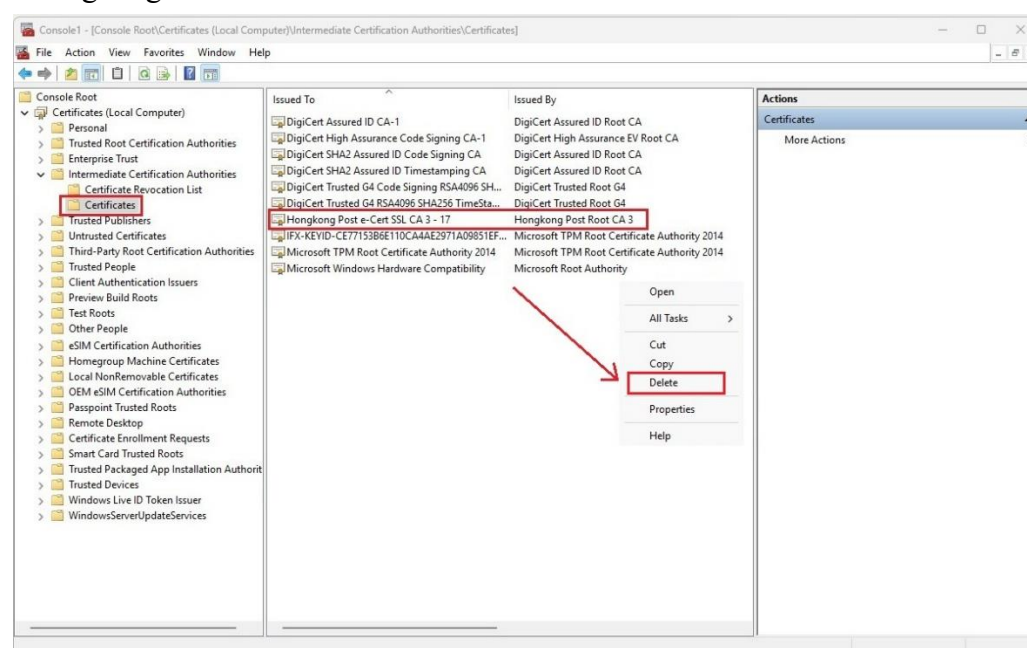 Console1 - [Console Root\Certificates (Local Computer)\Intermediate Certification Authorities\Certificates]
File Action View Favorites Window Help
Console Root
Certificates (Local Computer)
Personal
Trusted Root Certification Authorities
Enterprise Trust
Intermediate Certification Authorities
Certificate Revocation List
Certificates
Trusted Publishers
Untrusted Certificates
Third-Party Root Certification Authorities
Trusted People
Client Authentication Issuers
Preview Build Roots
Test Roots
Other People
eSIM Certification Authorities
Homegroup Machine Certificates
Local NonRemovable Certificates
OEM eSIM Certification Authorities
Passpoint Trusted Roots
Remote Desktop
Certificate Enrollment Requests
Smart Card Trusted Roots
Trusted Packaged App Installation Authorit
Trusted Devices
Windows Live ID Token Issuer
WindowsServerUpdateServices
Issued To Issued By
DigiCert Assured ID CA-1 DigiCert Assured ID Root CA
DigiCert High Assurance Code Signing CA-1 DigiCert High Assurance EV Root CA
DigiCert SHA2 Assured ID Code Signing CA DigiCert Assured ID Root CA
DigiCert SHA2 Assured ID Timestamping CA DigiCert Assured ID Root CA
DigiCert Trusted G4 Code Signing RSA4096 SH... DigiCert Trusted Root G4
DigiCert Trusted G4 RSA4096 SHA256 TimeSta... DigiCert Trusted Root G4
Hongkong Post e-Cert SSL CA 3 - 17 Hongkong Post Root CA 3
IFX-KEYID-CE77153B6E110CA4AE2971A09851EF... Microsoft TPM Root Certificate Authority 2014
Microsoft TPM Root Certificate Authority 2014 Microsoft TPM Root Certificate Authority 2014
Microsoft Windows Hardware Compatibility Microsoft Root Authority
Open
All Tasks
Cut
Copy
Delete
Properties
Help
Actions
Certificates
More Actions